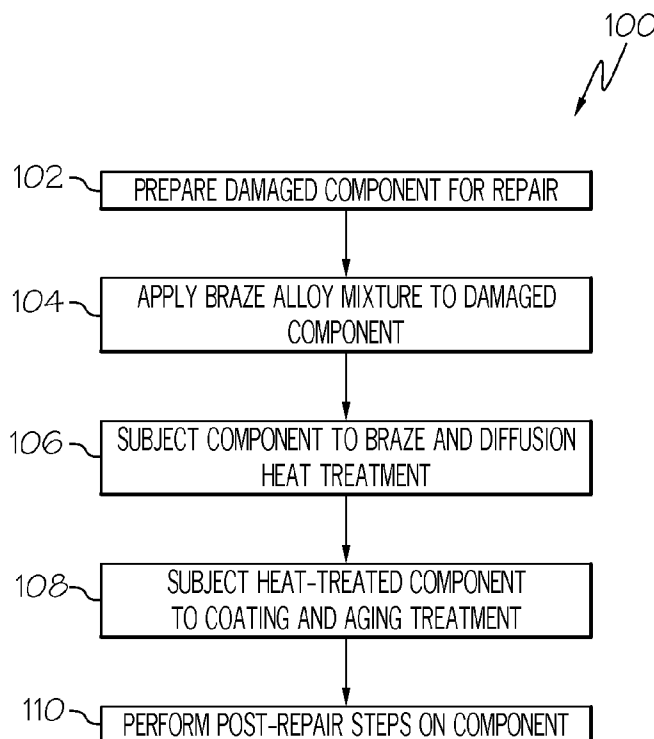 100
102
PREPARE DAMAGED COMPONENT FOR REPAIR
104
APPLY BRAZE ALLOY MIXTURE TO DAMAGED
COMPONENT
106
SUBJECT COMPONENT TO BRAZE AND DIFFUSION
HEAT TREATMENT
108
SUBJECT HEAT-TREATED COMPONENT
TO COATING AND AGING TREATMENT
110
PERFORM POST-REPAIR STEPS ON COMPONENT